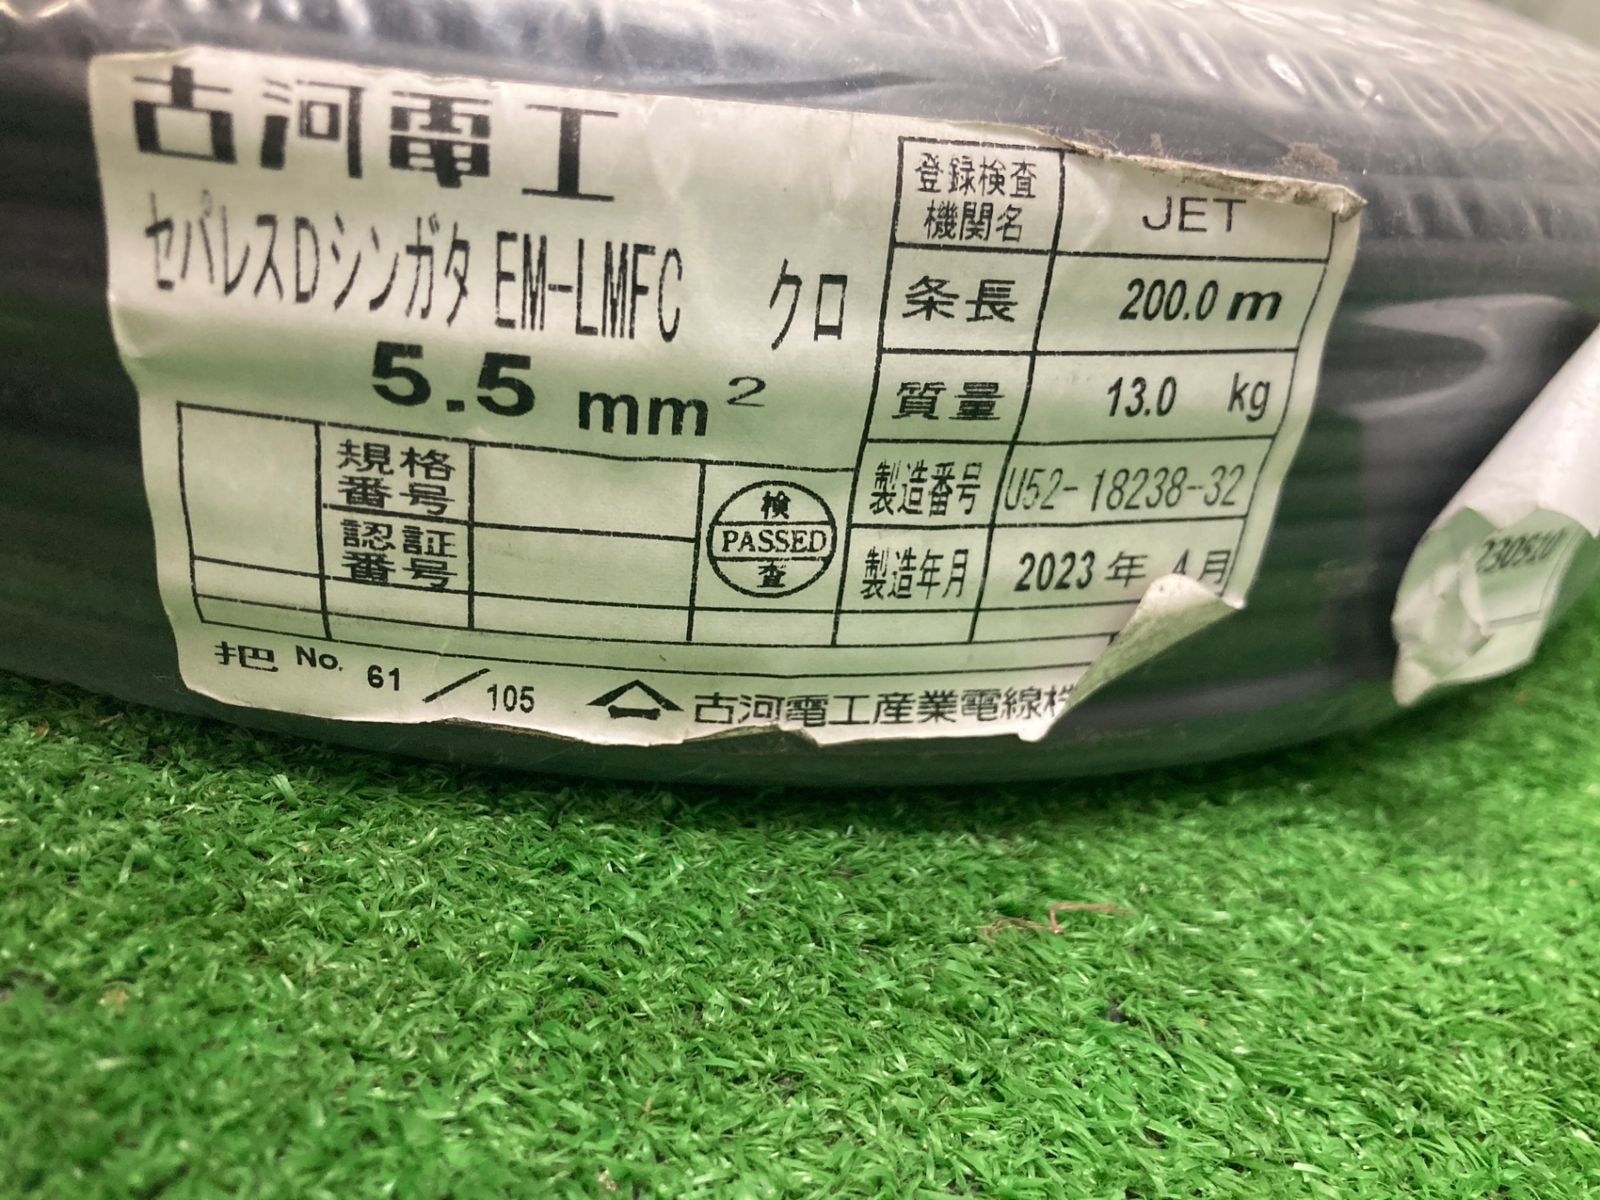 古河電工
セパレスDシンガタ EM-LMFC クロ
5.5 mm²
規格番号
認証番号
検 PASSED 査
登録検査機関名 JET
条長 200.0 m
質量 13.0 kg
製造番号 U52-18238-32
製造年月 2023年 4月
把 No. 61/105
古河電工産業電線株
230510